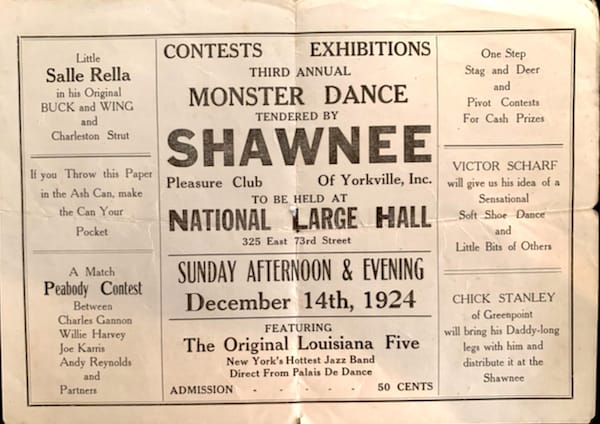 Little
Salle Rella
in his Original
BUCK and WING
and
Charleston Strut
If you Throw this Paper
in the Ash Can, make
the Can Your
Pocket
A Match
Peabody Contest
Between
Charles Gannon
Willie Harvey
Joe Karris
Andy Reynolds
and
Partners
CONTESTS EXHIBITIONS
THIRD ANNUAL
MONSTER DANCE
TENDERED BY
SHAWNEE
Pleasure Club Of Yorkville, Inc.
TO BE HELD AT
NATIONAL LARGE HALL
325 East 73rd Street
SUNDAY AFTERNOON & EVENING
December 14th, 1924
FEATURING
The Original Louisiana Five
New York's Hottest Jazz Band
Direct From Palais De Dance
ADMISSION - - - - - 50 CENTS
One Step
Stag and Deer
and
Pivot Contests
For Cash Prizes
VICTOR SCHARF
will give us his idea of a
Sensational
Soft Shoe Dance
and
Little Bits of Others
CHICK STANLEY
of Greenpoint
will bring his Daddy-long
legs with him and
distribute it at the
Shawnee